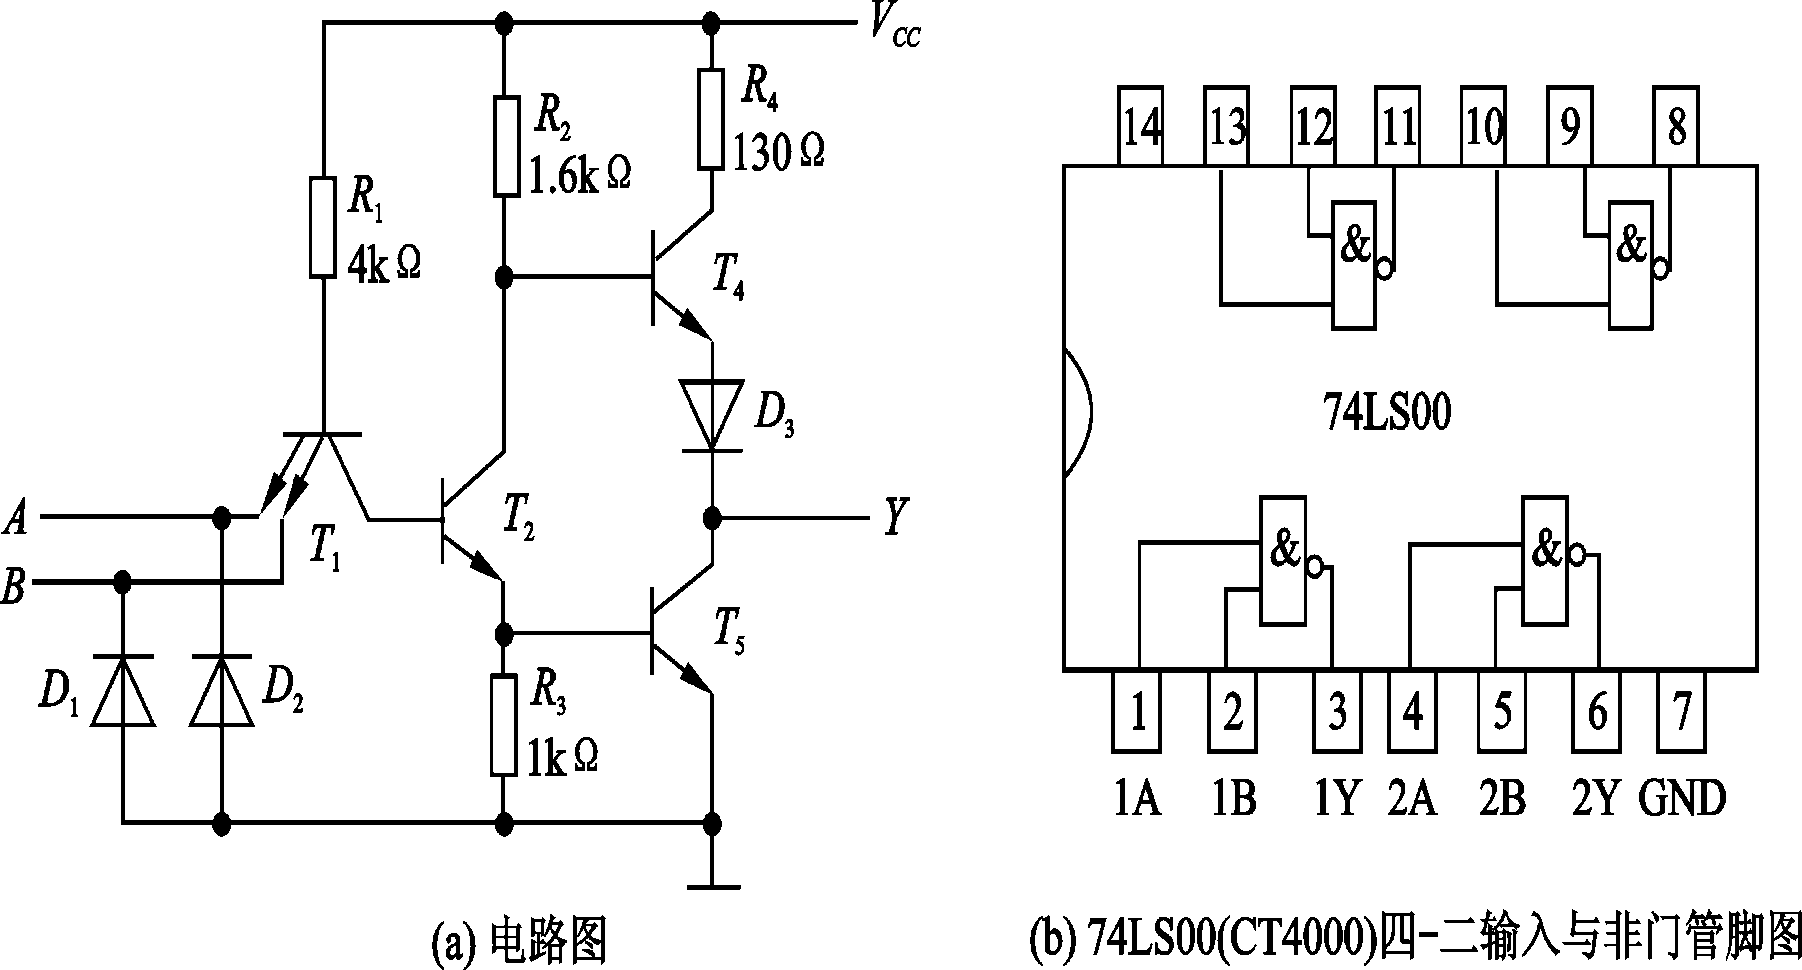 V_CC
R_4
130Ω
R_2
1.6kΩ
R_1
4kΩ
T_4
D_3
A
T_1
T_2
Y
B
T_5
D_1
D_2
R_3
1kΩ
(a) 电路图
14 13 12 11 10 9 8
& &
74LS00
& &
1 2 3 4 5 6 7
1A 1B 1Y 2A 2B 2Y GND
(b) 74LS00(CT4000)四-二输入与非门管脚图